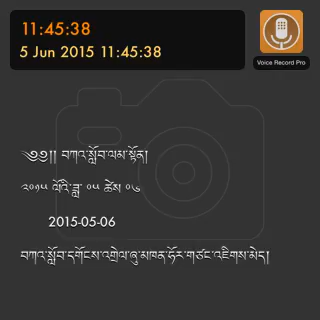 11:45:38
5 Jun 2015 11:45:38
Voice Record Pro
༄༅།། བཀའ་སློབ་ལམ་སྟོན།
༢༠༡༥ ལོའི་ཟླ་ ༠༥ ཚེས ༠༦
2015-05-06
བཀའ་སློབ་དགོངས་འགྲེལ་ཞུ་མཁན་ཧོར་གཙང་འཇིགས་མེད།